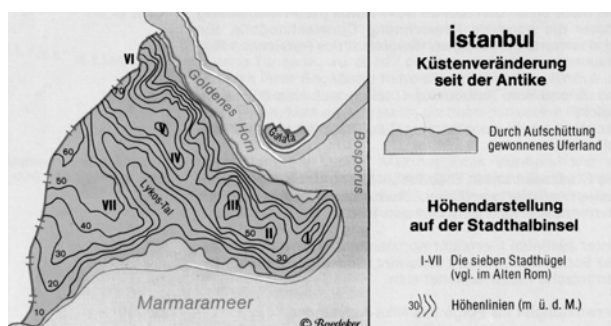 İstanbul
Küstenveränderung
seit der Antike
Durch Aufschüttung
gewonnenes Uferland
Höhendarstellung
auf der Stadthalbinsel
I-VII Die sieben Stadthügel
(vgl. im Alten Rom)
30 Höhenlinien (m ü. d. M.)
VI
Goldenes Horn
Galata
Bosporus
70
V
IV
60
50
Lykos-Tal
VII
III
40
50
II
I
30
30
20
10
Marmarameer
© Baedeker